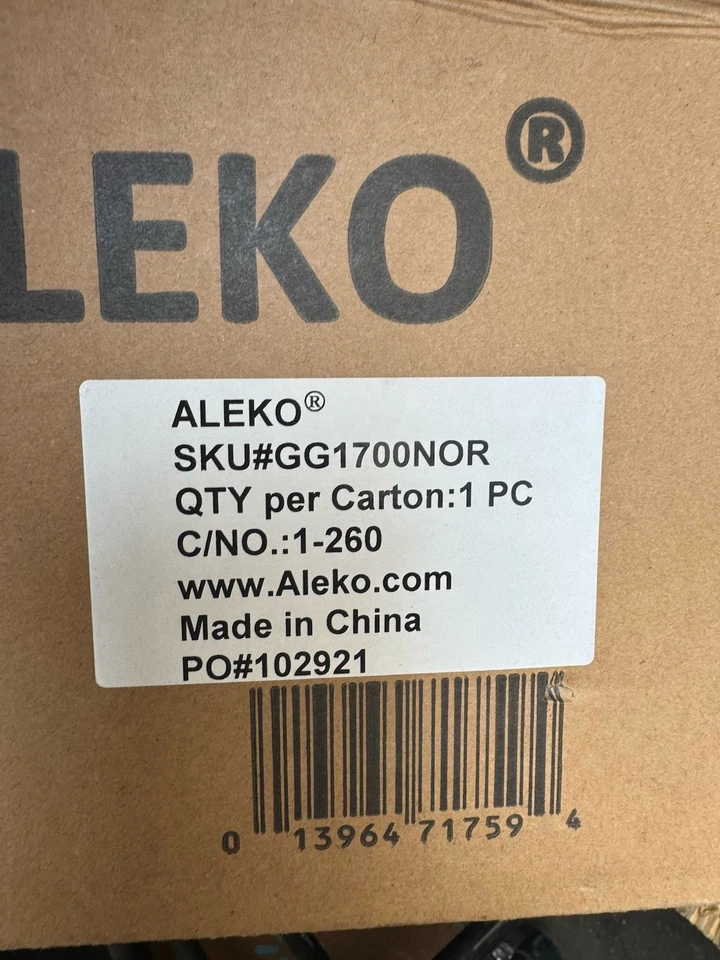 LEKO®
ALEKO®
SKU#GG1700NOR
QTY per Carton:1 PC
C/NO.:1-260
www.Aleko.com
Made in China
PO#102921
0 13964 71759 4